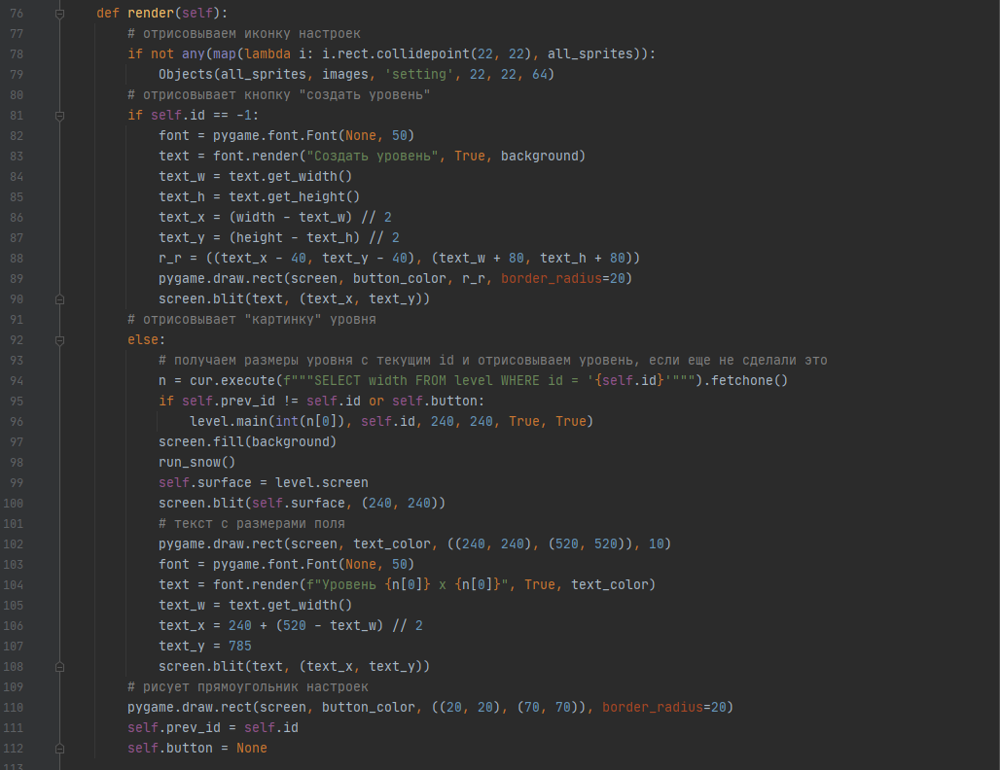 76 def render(self):
77 # отрисовываем иконку настроек
78 if not any(map(lambda i: i.rect.collidepoint(22, 22), all_sprites)):
79 Objects(all_sprites, images, 'setting', 22, 22, 64)
80 # отрисовывает кнопку "создать уровень"
81 if self.id == -1:
82 font = pygame.font.Font(None, 50)
83 text = font.render("Создать уровень", True, background)
84 text_w = text.get_width()
85 text_h = text.get_height()
86 text_x = (width - text_w) // 2
87 text_y = (height - text_h) // 2
88 r_r = ((text_x - 40, text_y - 40), (text_w + 80, text_h + 80))
89 pygame.draw.rect(screen, button_color, r_r, border_radius=20)
90 screen.blit(text, (text_x, text_y))
91 # отрисовывает "картинку" уровня
92 else:
93 # получаем размеры уровня с текущим id и отрисовываем уровень, если еще не сделали это
94 n = cur.execute(f"""SELECT width FROM level WHERE id = '{self.id}'""").fetchone()
95 if self.prev_id != self.id or self.button:
96 level.main(int(n[0]), self.id, 240, 240, True, True)
97 screen.fill(background)
98 run_snow()
99 self.surface = level.screen
100 screen.blit(self.surface, (240, 240))
101 # текст с размерами поля
102 pygame.draw.rect(screen, text_color, ((240, 240), (520, 520)), 10)
103 font = pygame.font.Font(None, 50)
104 text = font.render(f"Уровень {n[0]} x {n[0]}", True, text_color)
105 text_w = text.get_width()
106 text_x = 240 + (520 - text_w) // 2
107 text_y = 785
108 screen.blit(text, (text_x, text_y))
109 # рисует прямоугольник настроек
110 pygame.draw.rect(screen, button_color, ((20, 20), (70, 70)), border_radius=20)
111 self.prev_id = self.id
112 self.button = None
113